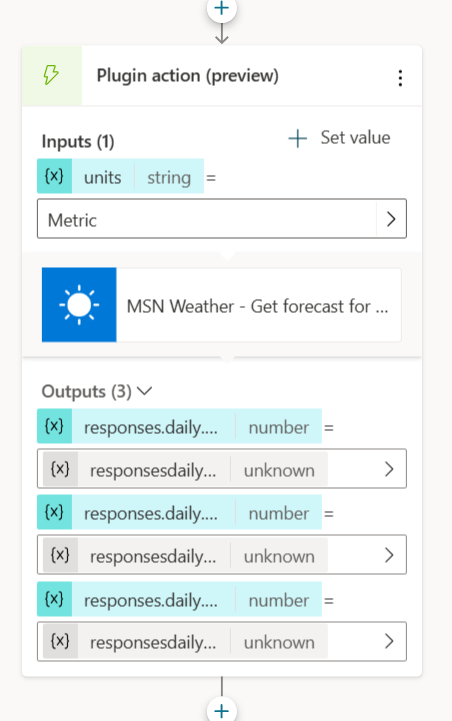 Plugin action (preview)
Inputs (1)
Set value
{x} units string =
Metric
MSN Weather - Get forecast for ...
Outputs (3)
{x} responses.daily.... number =
{x} responsesdaily... unknown
{x} responses.daily.... number =
{x} responsesdaily... unknown
{x} responses.daily.... number =
{x} responsesdaily... unknown